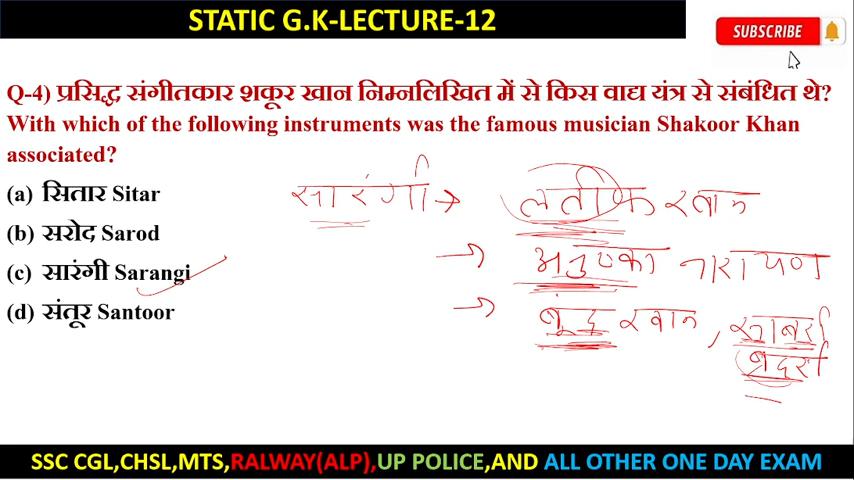 STATIC G.K-LECTURE-12
SUBSCRIBE
Q-4) प्रसिद्ध संगीतकार शकूर खान निम्नलिखित में से किस वाद्य यंत्र से संबंधित थे?
With which of the following instruments was the famous musician Shakoor Khan
associated?
(a) सितार Sitar
(b) सरोद Sarod
(c) सारंगी Sarangi
(d) संतूर Santoor
सारंगी → लतीफ खान
→ नारायण
→ खान, साबरी
SSC CGL,CHSL,MTS,RALWAY(ALP),UP POLICE,AND ALL OTHER ONE DAY EXAM